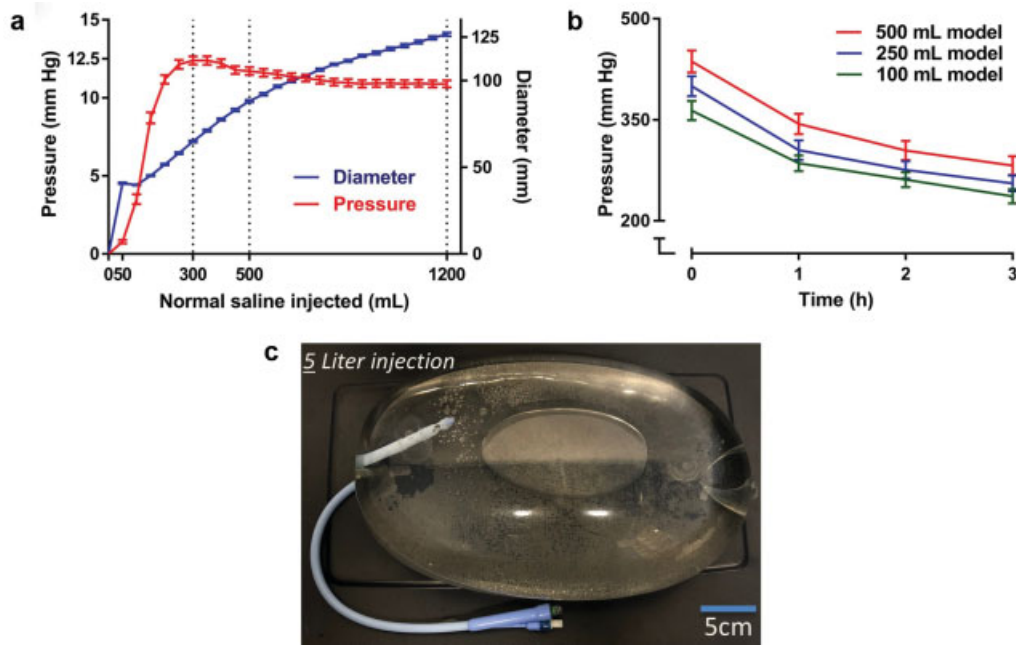 a
15
12.5
10
5
0
Pressure (mm Hg)
125
100
50
0
Diameter (mm)
Diameter
Pressure
050 300 500 1200
Normal saline injected (mL)
b
500
350
200
Pressure (mm Hg)
500 mL model
250 mL model
100 mL model
0 1 2 3
Time (h)
c
5 Liter injection
5cm